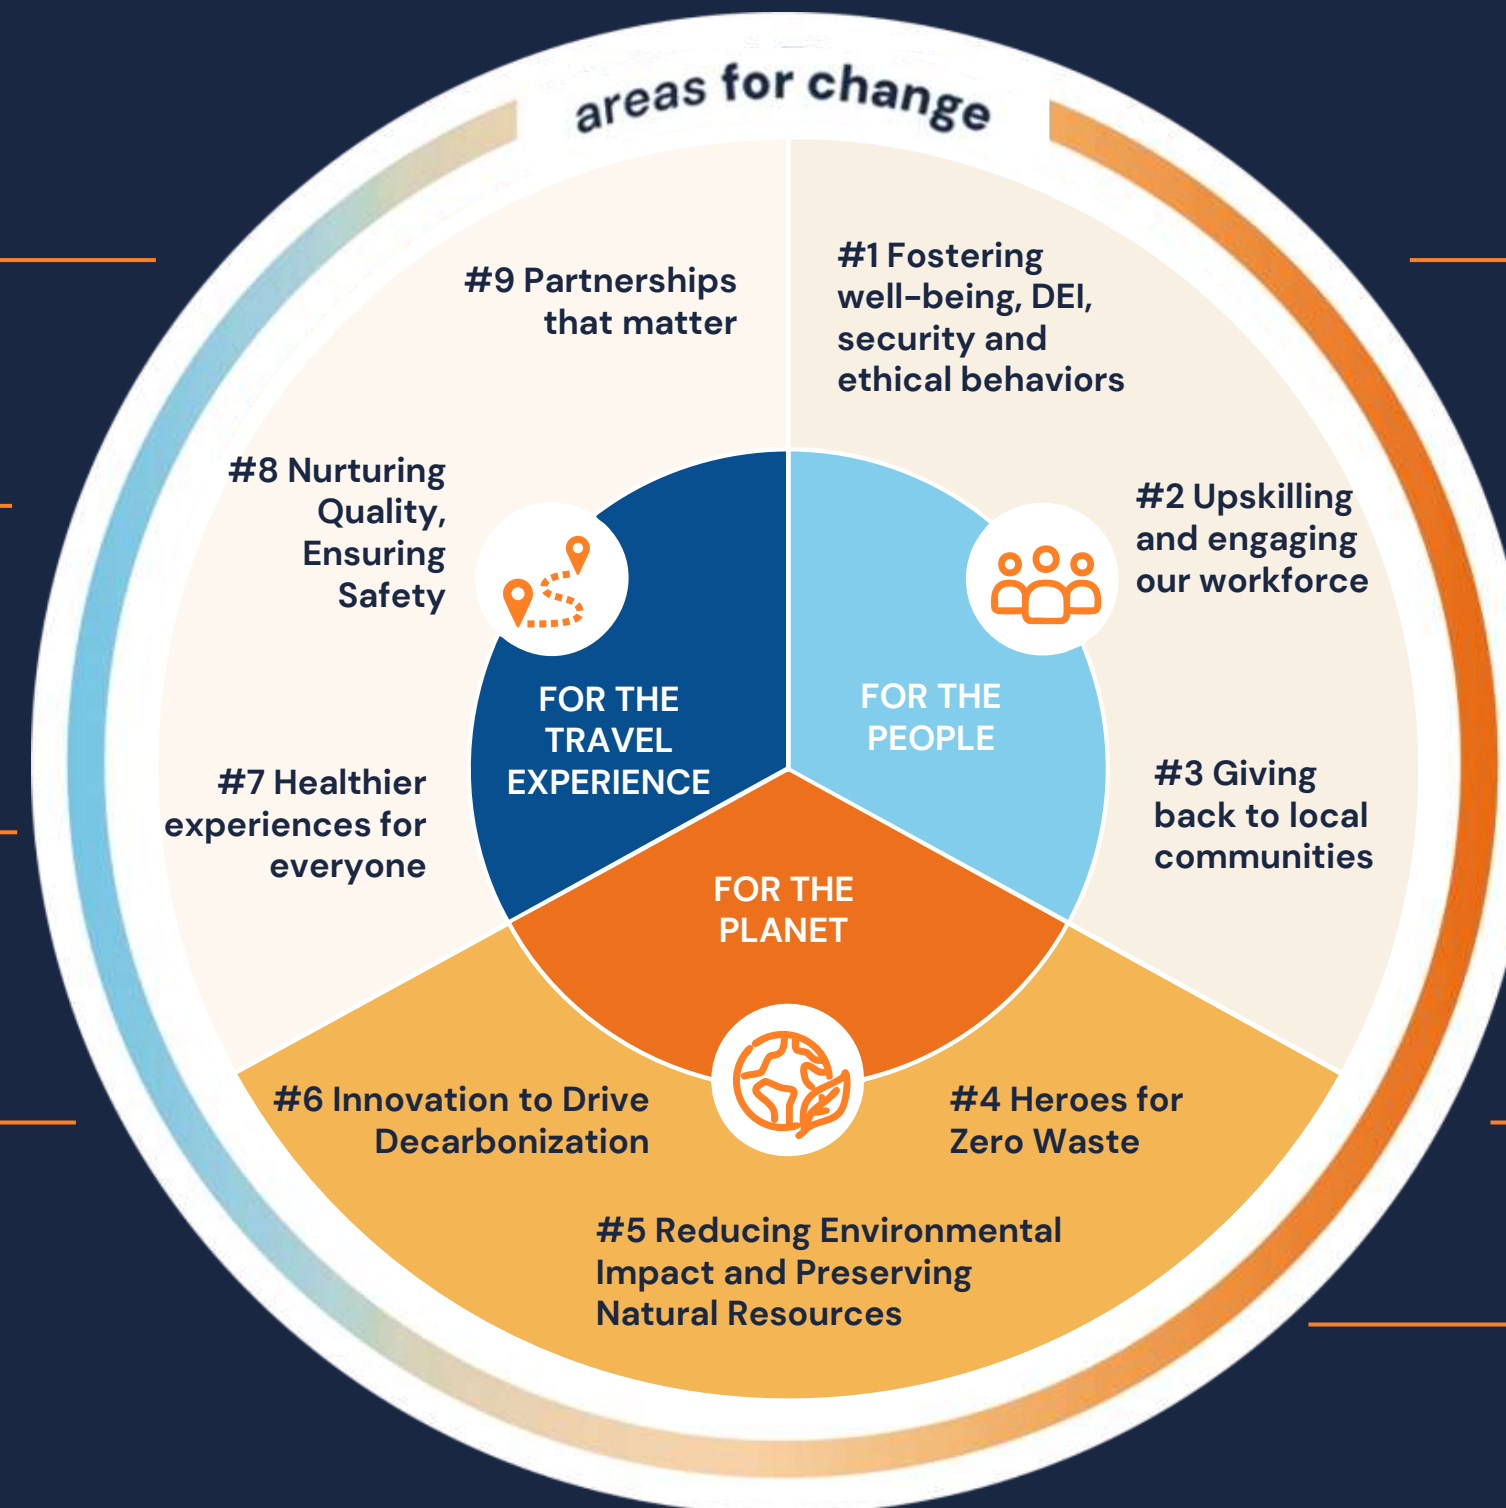 areas for change
#1 Fostering
well-being, DEI,
security and
ethical behaviors
#2 Upskilling
and engaging
our workforce
#3 Giving
back to local
communities
#4 Heroes for
Zero Waste
#5 Reducing Environmental
Impact and Preserving
Natural Resources
#6 Innovation to Drive
Decarbonization
#7 Healthier
experiences for
everyone
#8 Nurturing
Quality,
Ensuring
Safety
#9 Partnerships
that matter
FOR THE
TRAVEL
EXPERIENCE
FOR THE
PEOPLE
FOR THE
PLANET